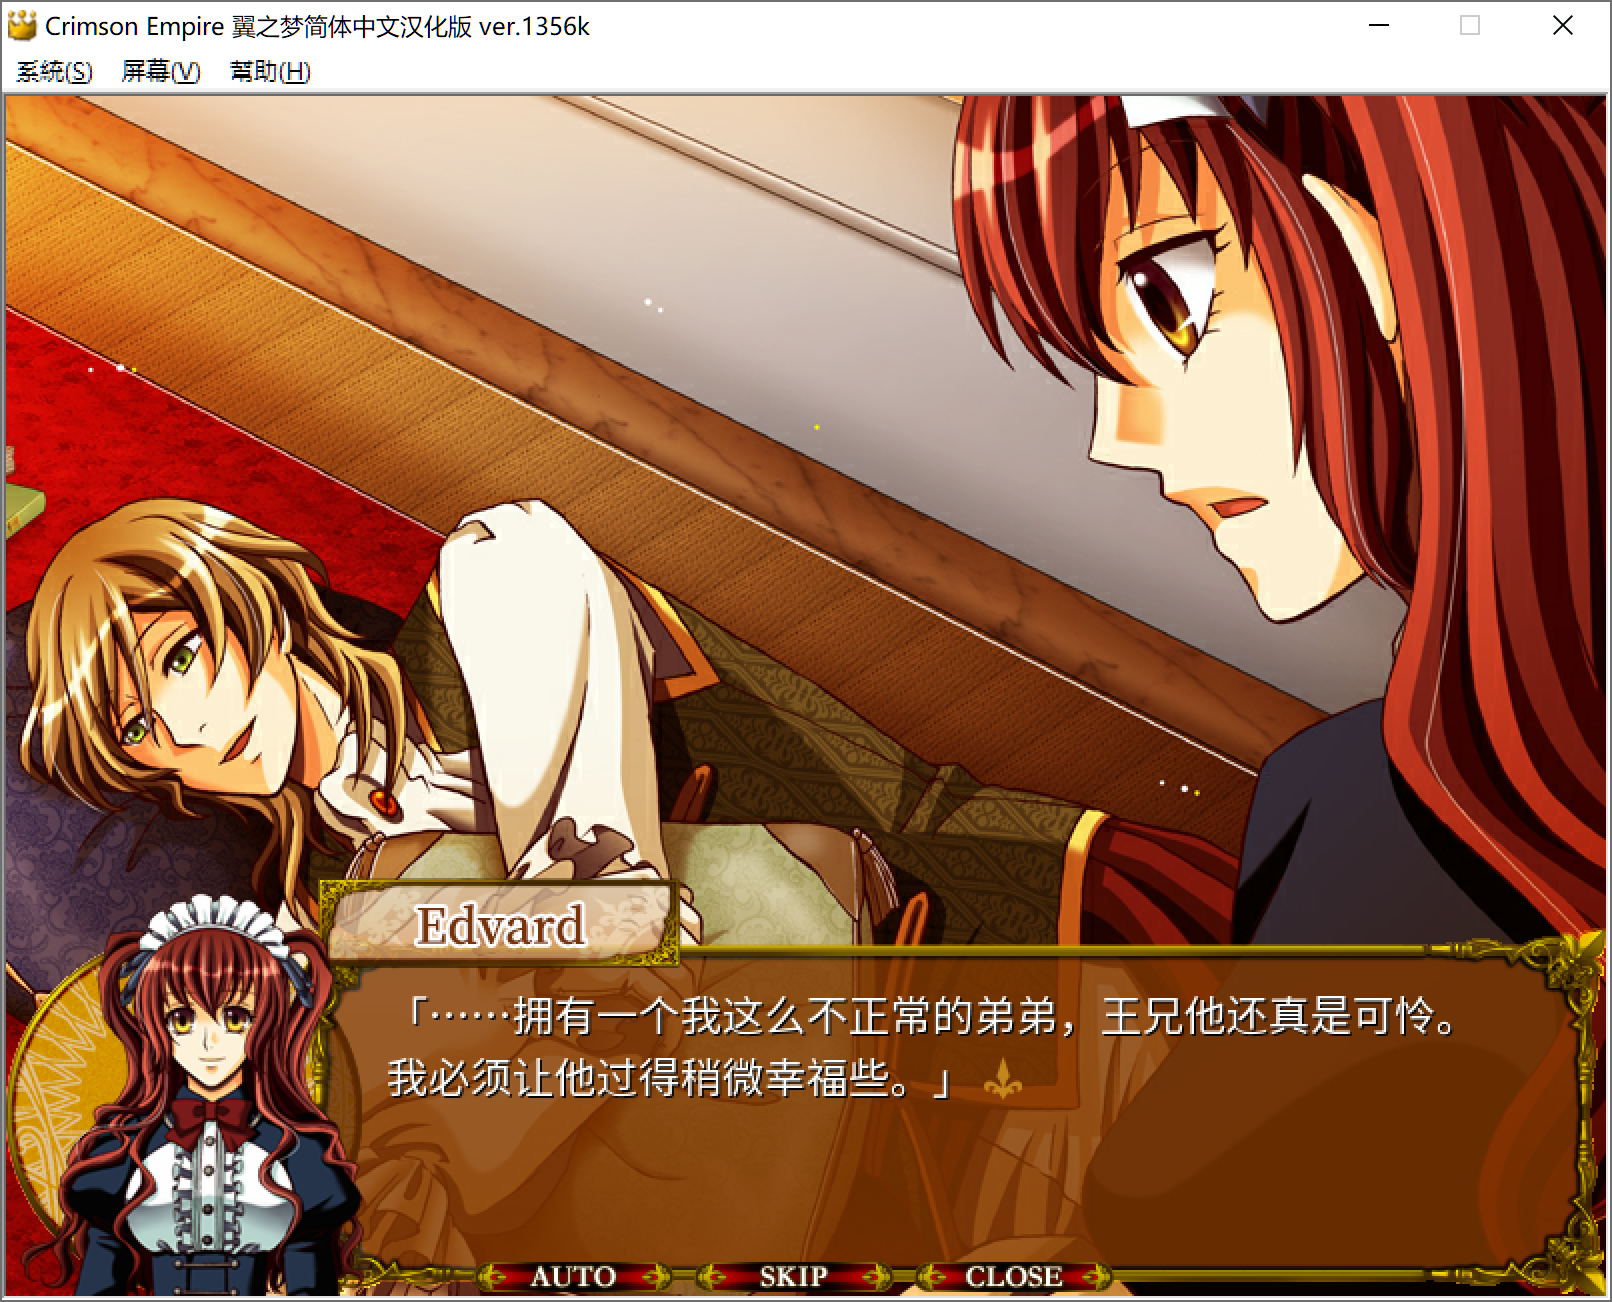 Crimson Empire 翼之梦简体中文汉化版 ver.1356k
系統(S) 屏幕(V) 幫助(H)
Edvard
「……拥有一个我这么不正常的弟弟，王兄他还真是可怜。
我必须让他过得稍微幸福些。」
AUTO SKIP CLOSE